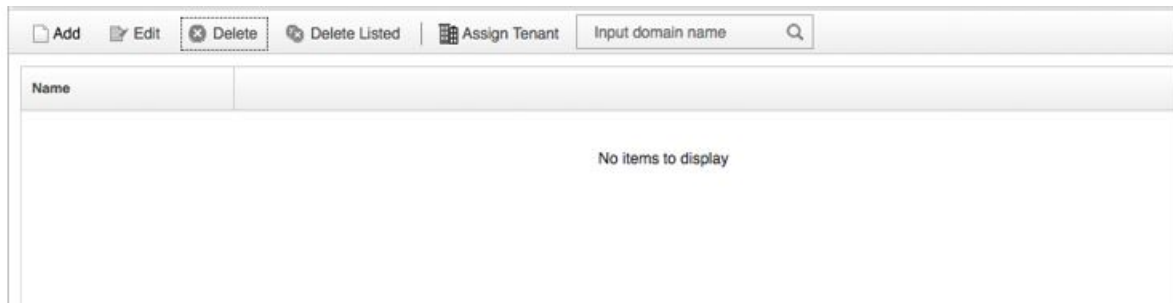 Add Edit Delete Delete Listed Assign Tenant Input domain name
Name
No items to display